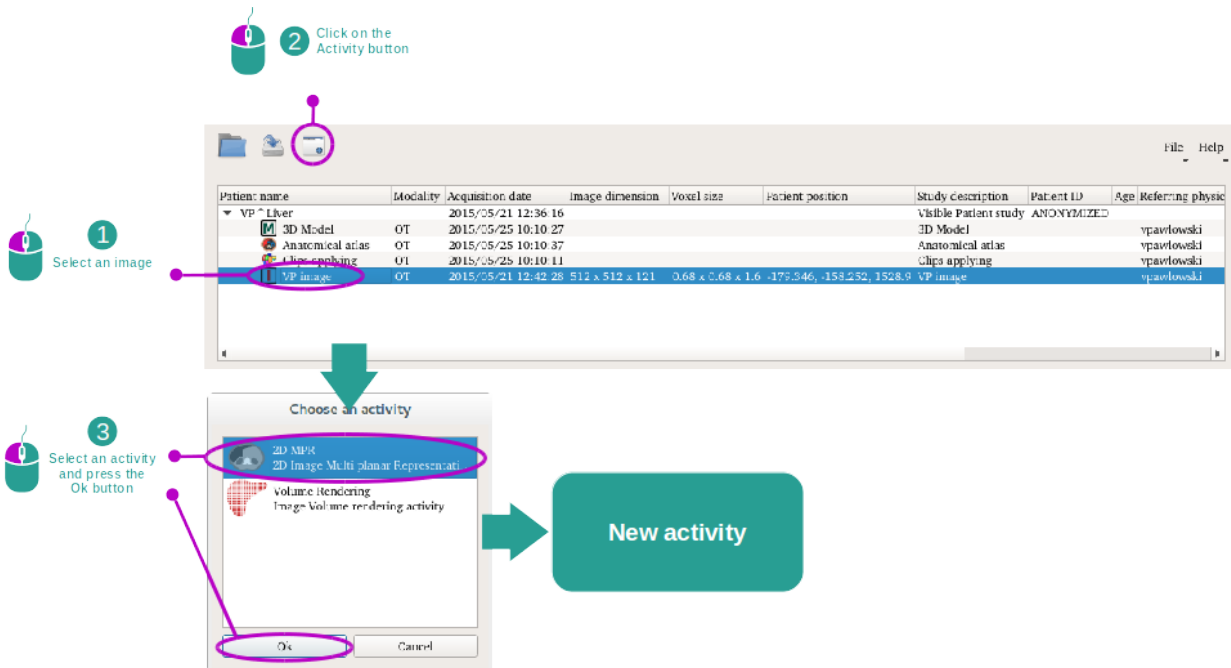 2
Click on the
Activity button
File Help
Patient name Modality Acquisition date Image dimension Voxel size Patient position Study description Patient ID Age Referring physic
VP^Liver 2015/05/21 12:36:16 Visible Patient study ANONYMIZED
3D Model OT 2015/05/25 10:10:27 3D Model vpawlowski
Anatomical atlas OT 2015/05/25 10:10:37 Anatomical atlas vpawlowski
Clips applying OT 2015/05/25 10:10:11 Clips applying vpawlowski
VP image OT 2015/05/21 12:42:28 512 x 512 x 121 0.68 x 0.68 x 1.6 -179.346, -158.252, 1528.9 VP image vpawlowski
1
Select an image
Choose an activity
2D MPR
2D Image Multi planar Representati
Volume Rendering
Image Volume rendering activity
Ok Cancel
3
Select an activity
and press the
Ok button
New activity